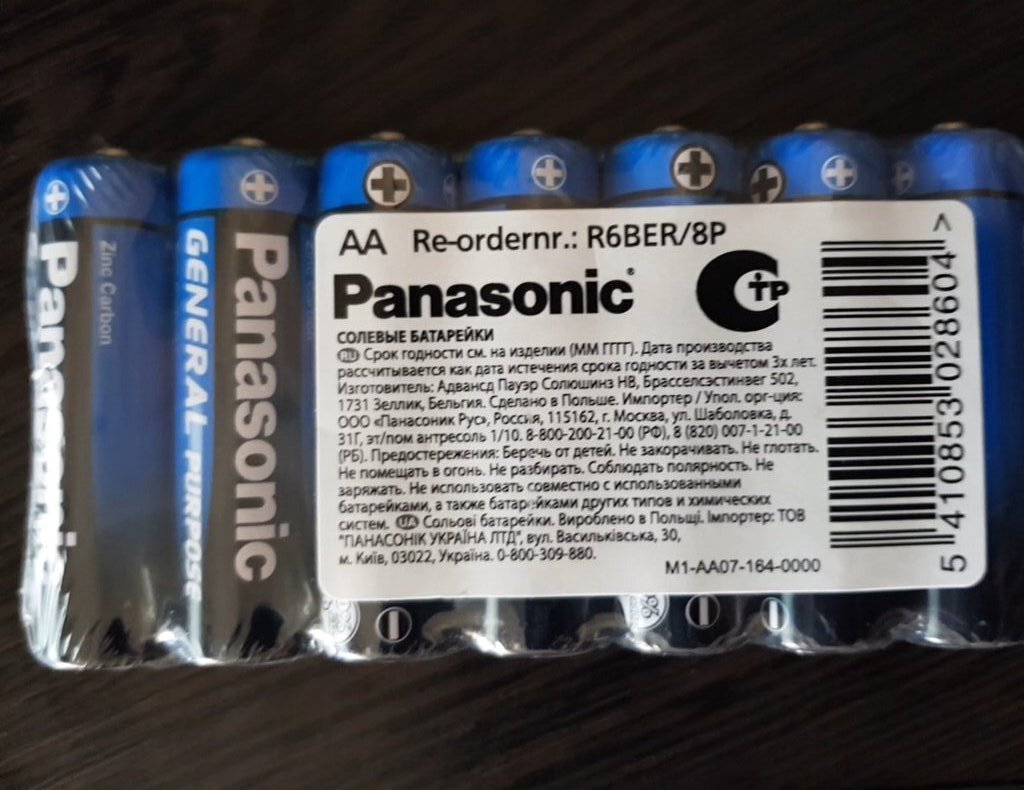 Panasonic
Zinc Carbon
GENERAL PURPOSE
Panasonic
AA Re-ordernr.: R6BER/8P
Panasonic
СТР
СОЛЕВЫЕ БАТАРЕЙКИ
RU Срок годности см. на изделии (ММ ГГГГ). Дата производства
рассчитывается как дата истечения срока годности за вычетом 3х лет.
Изготовитель: Адвансд Пауэр Солюшинз НВ, Брасселсэстинвег 502,
1731 Зеллик, Бельгия. Сделано в Польше. Импортер / Упол. орг-ция:
ООО «Панасоник Рус», Россия, 115162, г. Москва, ул. Шаболовка, д.
31Г, эт/пом антресоль 1/10. 8-800-200-21-00 (РФ), 8 (820) 007-1-21-00
(РБ). Предостережения: Беречь от детей. Не закорачивать. Не глотать.
Не помещать в огонь. Не разбирать. Соблюдать полярность. Не
заряжать. Не использовать совместно с использованными
батарейками, а также батарейками других типов и химических
систем. UA Сольові батарейки. Вироблено в Польщі. Імпортер: ТОВ
"ПАНАСОНІК УКРАЇНА ЛТД", вул. Васильківська, 30,
м. Київ, 03022, Україна. 0-800-309-880.
M1-AA07-164-0000
5 410853 028604 >